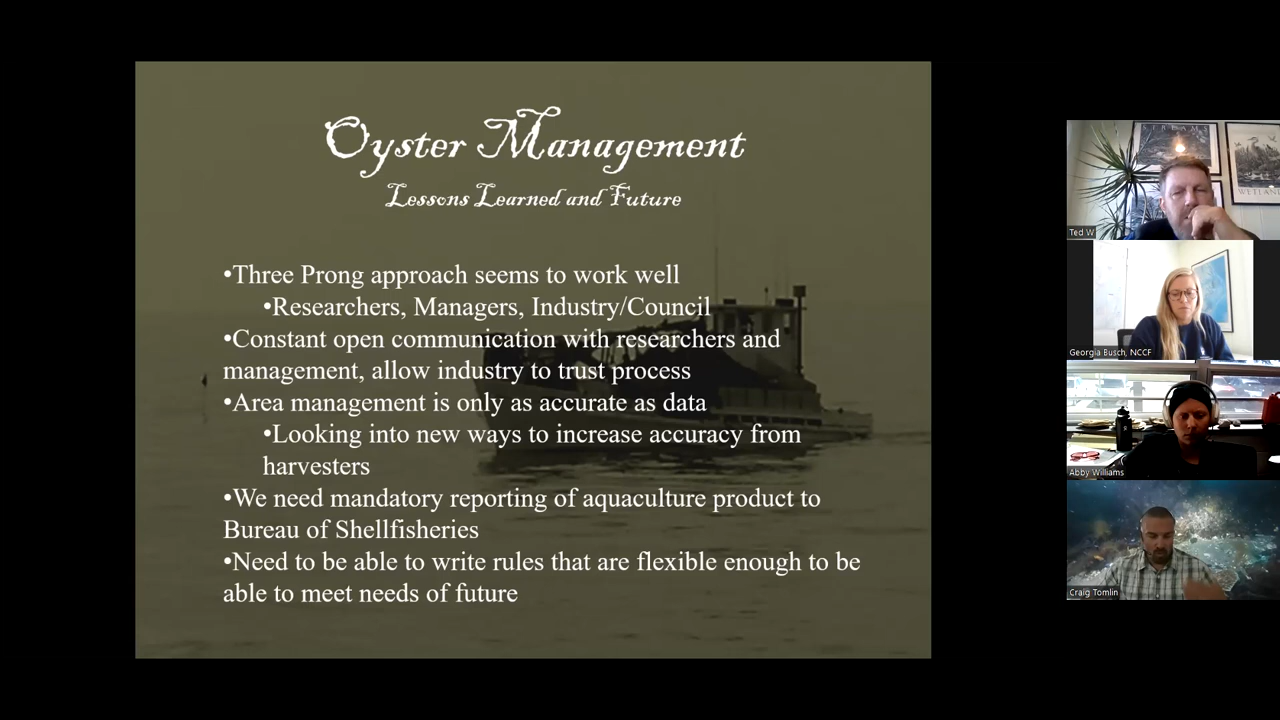 Oyster Management
Lessons Learned and Future
•Three Prong approach seems to work well
•Researchers, Managers, Industry/Council
•Constant open communication with researchers and
management, allow industry to trust process
•Area management is only as accurate as data
•Looking into new ways to increase accuracy from
harvesters
•We need mandatory reporting of aquaculture product to
Bureau of Shellfisheries
•Need to be able to write rules that are flexible enough to be
able to meet needs of future
Ted W
Georgia Busch, NCCF
Abby Williams
Craig Tomlin